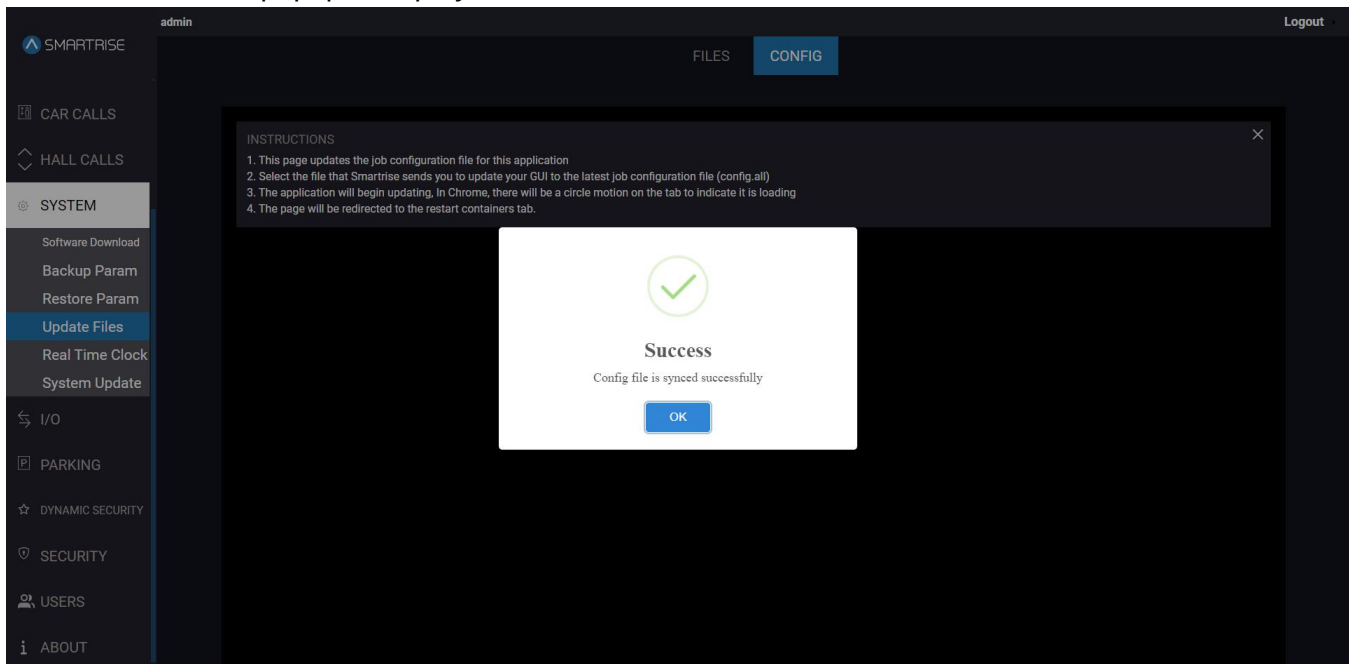 admin
Logout
SMARTRISE
FILES
CONFIG
CAR CALLS
HALL CALLS
SYSTEM
Software Download
Backup Param
Restore Param
Update Files
Real Time Clock
System Update
I/O
PARKING
DYNAMIC SECURITY
SECURITY
USERS
ABOUT
INSTRUCTIONS
1. This page updates the job configuration file for this application
2. Select the file that Smartrise sends you to update your GUI to the latest job configuration file (config.all)
3. The application will begin updating, In Chrome, there will be a circle motion on the tab to indicate it is loading
4. The page will be redirected to the restart containers tab.
Success
Config file is synced successfully
OK